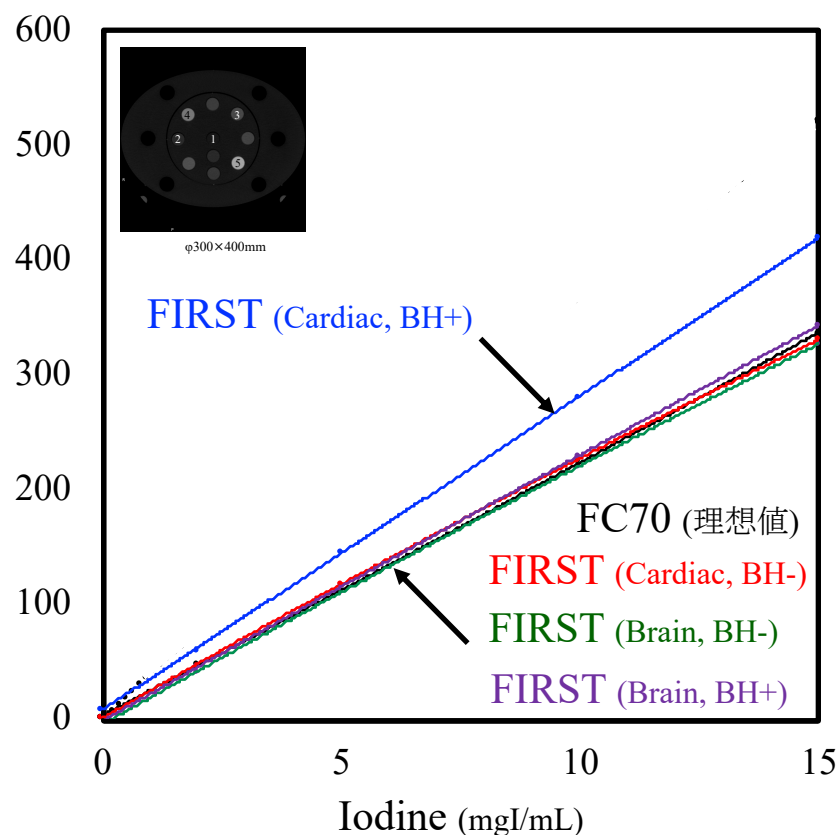 600
500
400
300
200
100
0
4
3
2
1
5
φ300×400mm
FIRST (Cardiac, BH+)
FC70 (理想値)
FIRST (Cardiac, BH-)
FIRST (Brain, BH-)
FIRST (Brain, BH+)
0
5
10
15
Iodine (mgI/mL)